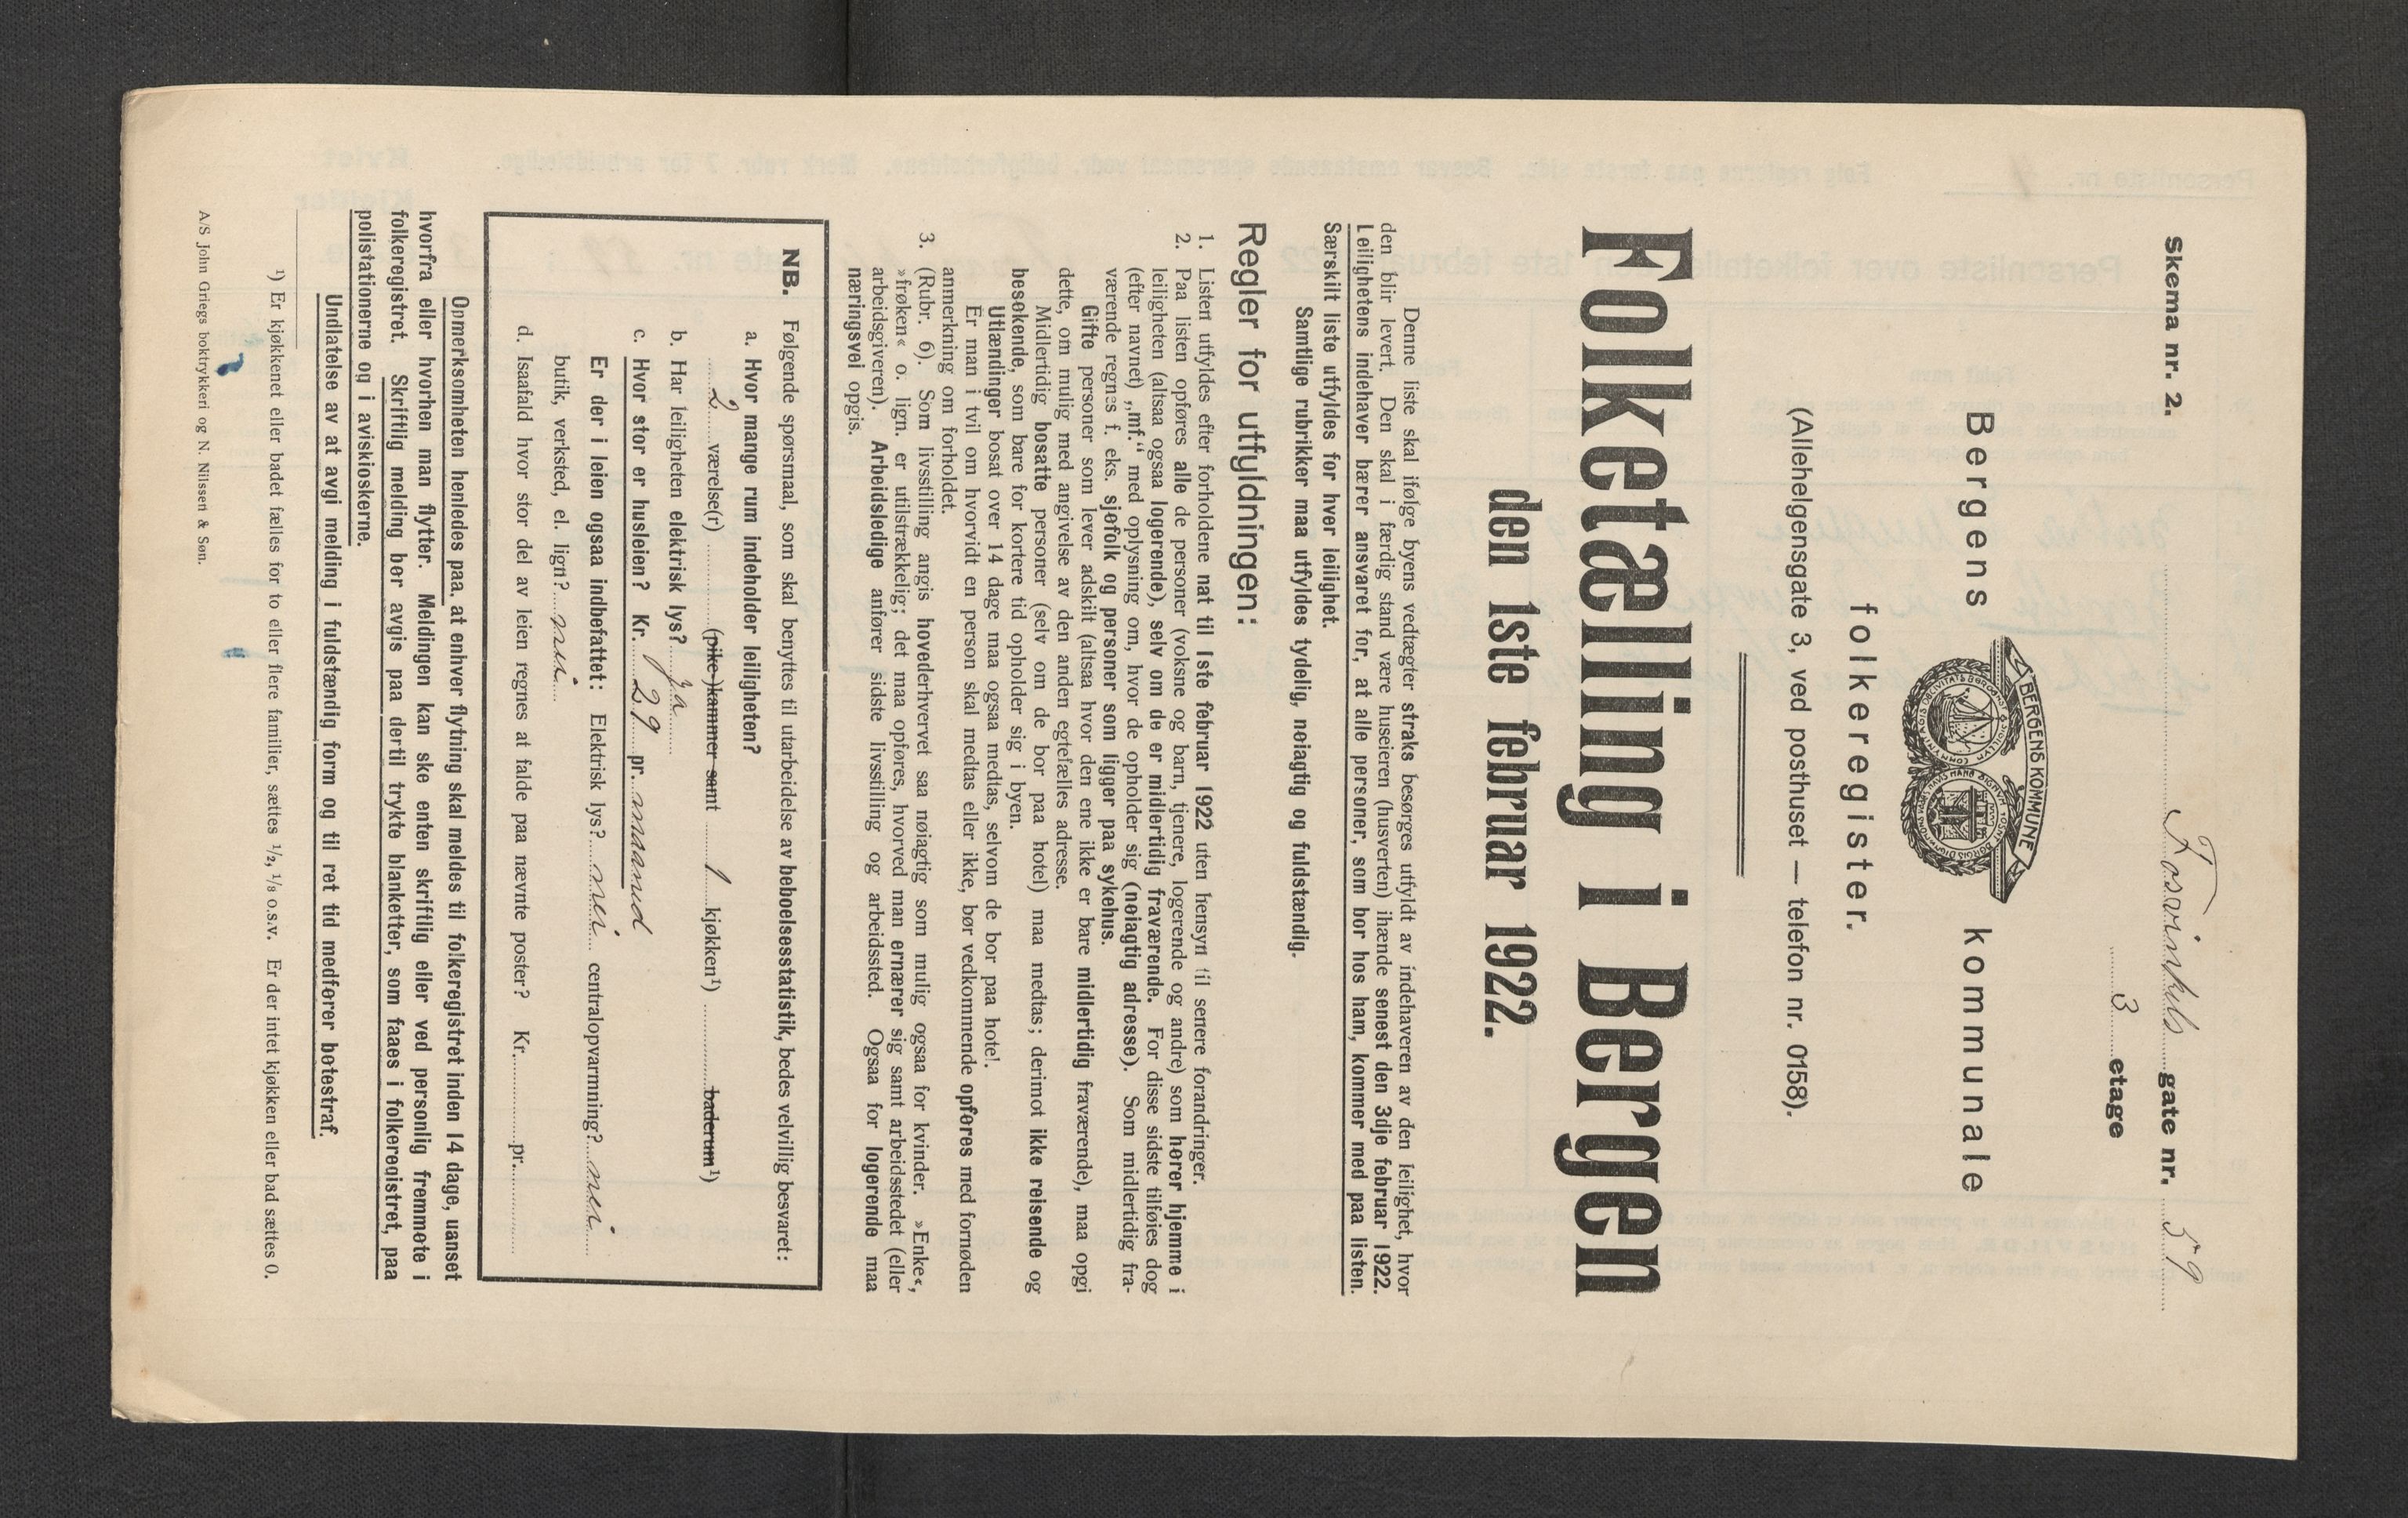 Skema nr. 2.
Forsvinkels gate nr. 59
3 etage
Bergens kommunale
BERGENS KOMMUNE
folkeregister.
(Allehelgensgate 3, ved posthuset — telefon nr. 0158).
Folketælling i Bergen
den 1ste februar 1922.
Denne liste skal ifølge byens vedtægter straks besørges utfyldt av indehaveren av den leilighet, hvor
den blir levert. Den skal i færdig stand være huseieren (husverten) ihænde senest den 3dje februar 1922.
Leilighetens indehaver bærer ansvaret for, at alle personer, som bor hos ham, kommer med paa listen.
Særskilt liste utfyldes for hver leilighet.
Samtlige rubrikker maa utfyldes tydelig, nøiagtig og fuldstændig.
Regler for utfyldningen:
1. Listen utfyldes efter forholdene nat til 1ste februar 1922 uten hensyn til senere forandringer.
2. Paa listen opføres alle de personer (voksne og barn, tjenere, logerende og andre) som hører hjemme i
leiligheten (altsaa ogsaa logerende), selv om de er midlertidig fraværende. For disse sidste tilføies dog
(efter navnet) „mf.“ med oplysning om, hvor de opholder sig (nøiagtig adresse). Som midlertidig fra-
værende regnes f. eks. sjøfolk og personer som ligger paa sykehus.
Gifte personer som lever adskilt (altsaa hvor den ene ikke er bare midlertidig fraværende), maa opgi
dette, om mulig med angivelse av den anden egtefælles adresse.
Midlertidig bosatte personer (selv om de bor paa hotel) maa medtas; derimot ikke reisende og
besøkende, som bare for kortere tid opholder sig i byen.
Utlændinger bosat over 14 dage maa ogsaa medtas, selvom de bor paa hotel.
Er man i tvil om hvorvidt en person skal medtas eller ikke, bør vedkommende opføres med fornøden
anmerkning om forholdet.
3. (Rubr. 6). Som livsstilling angis hovederhvervet saa nøiagtig som mulig ogsaa for kvinder. »Enke«,
»frøken« o. lign. er utilstrækkelig; det maa opføres, hvorved man ernærer sig samt arbeidsstedet (eller
arbeidsgiveren). Arbeidsledige anfører sidste livsstilling og arbeidssted. Ogsaa for logerende maa
næringsvei opgis.
NB. Følgende spørsmaal, som skal benyttes til utarbeidelse av beboelsesstatistik, bedes velvillig besvaret:
a. Hvor mange rum indeholder leiligheten?
2 værelse(r) (pike-)kammer samt 1 kjøkken¹) baderum¹)
b. Har leiligheten elektrisk lys? ja
c. Hvor stor er husleien? Kr. 29 pr. maaned
Er der i leien ogsaa indbefattet: Elektrisk lys? nei centralopvarmning? nei
butik, verksted, el. lign? nei
d. Isaafald hvor stor del av leien regnes at falde paa nævnte poster? Kr. pr.
Opmerksomheten henledes paa, at enhver flytning skal meldes til folkeregistret inden 14 dage, uanset
hvorfra eller hvorhen man flytter. Meldingen kan ske enten skriftlig eller ved personlig fremmøte i
folkeregistret. Skriftlig melding bør avgis paa dertil trykte blanketter, som faaes i folkeregistret, paa
polistationerne og i aviskioskerne.
Undlatelse av at avgi melding i fuldstændig form og til ret tid medfører bøtestraf.
¹) Er kjøkkenet eller badet fælles for to eller flere familier, sættes ½, ⅓ o.s.v. Er der intet kjøkken eller bad sættes 0.
A/S John Griegs boktrykkeri og N. Nilssen & Søn.